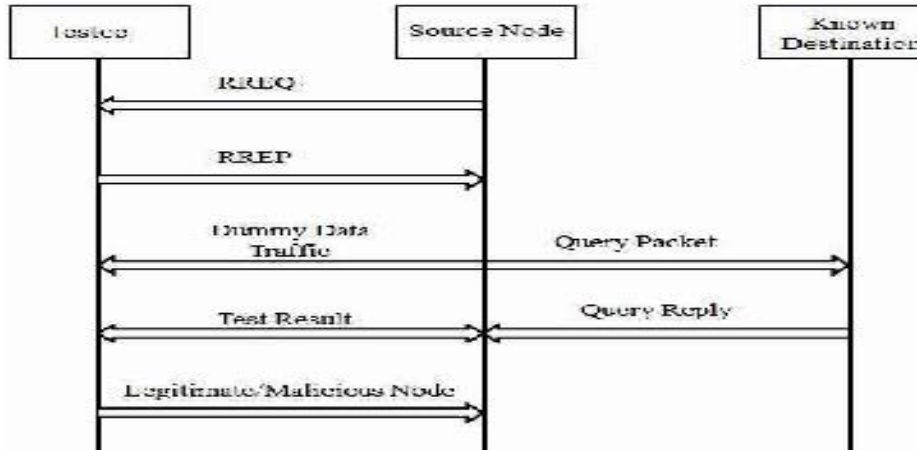 Testee
Source Node
Known
Destination
RREQ
RREP
Dummy Data
Traffic
Query Packet
Test Result
Query Reply
Legitimate/Malicious Node